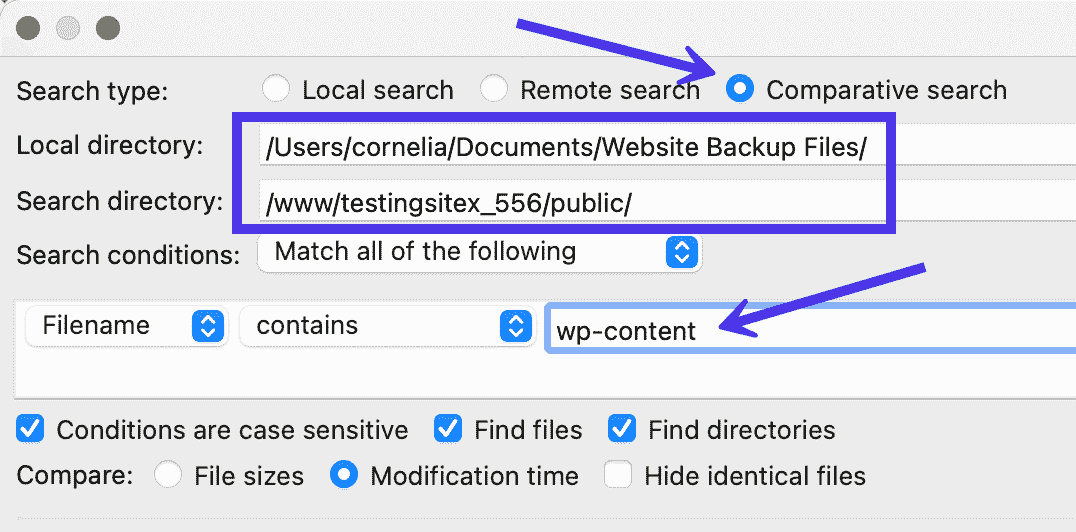 Search type: Local search Remote search Comparative search
Local directory: /Users/cornelia/Documents/Website Backup Files/
Search directory: /www/testingsitex_556/public/
Search conditions: Match all of the following
Filename contains wp-content
Conditions are case sensitive Find files Find directories
Compare: File sizes Modification time Hide identical files